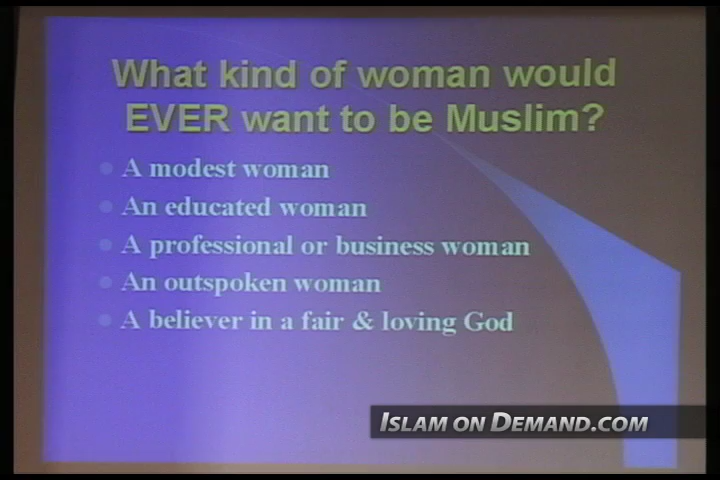 What kind of woman would
EVER want to be Muslim?
A modest woman
An educated woman
A professional or business woman
An outspoken woman
A believer in a fair & loving God
ISLAM ON DEMAND.COM